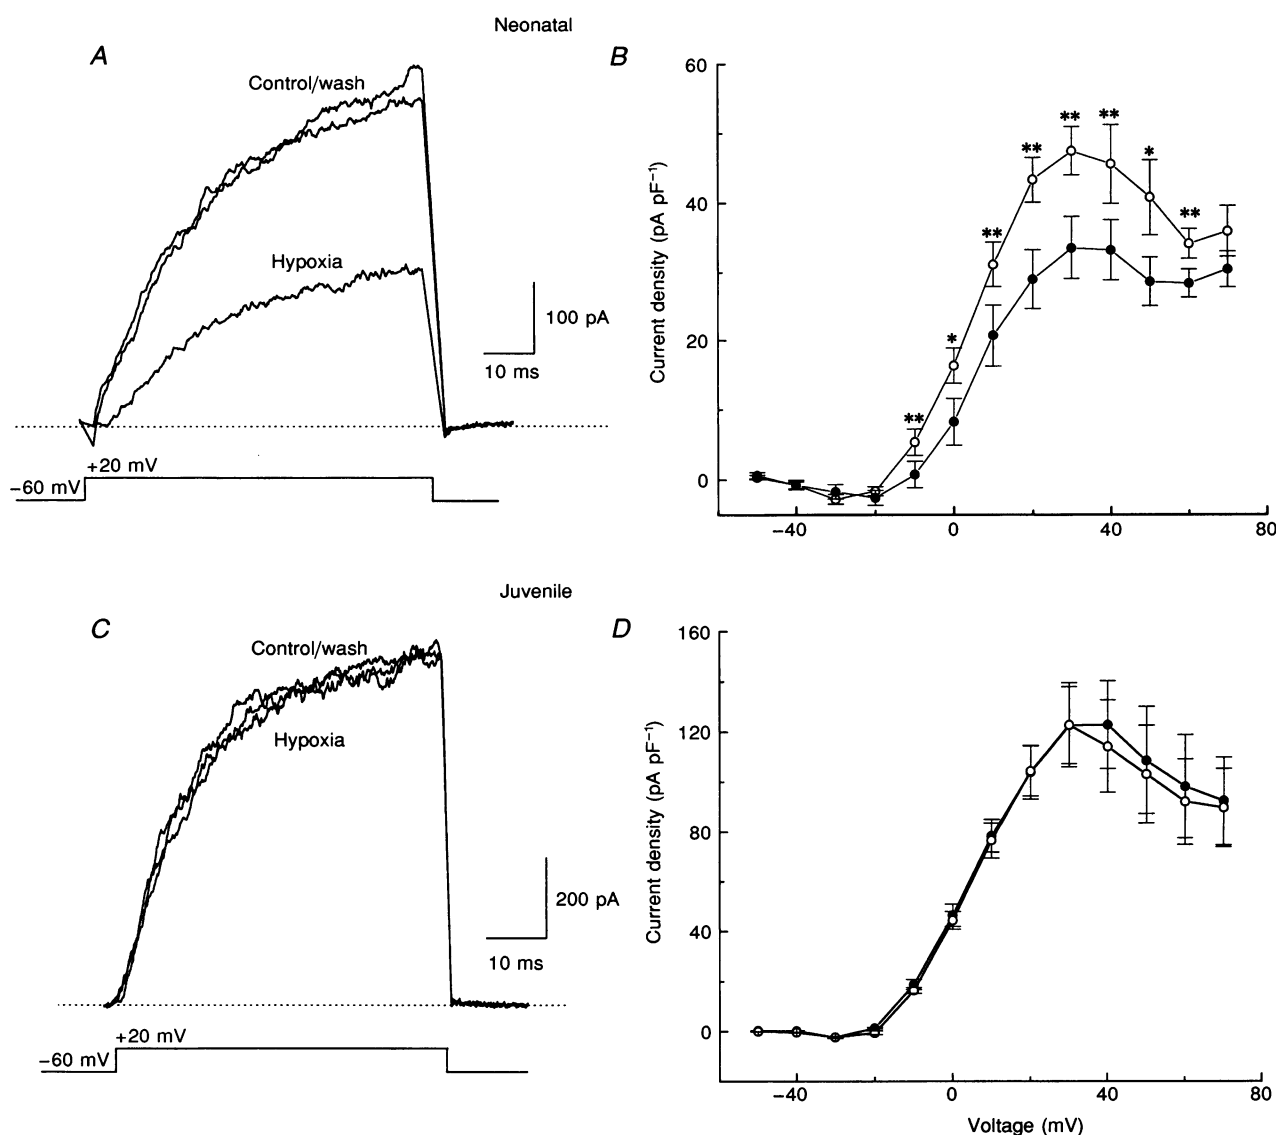 Neonatal
A
Control/wash
Hypoxia
100 pA
10 ms
+20 mV
−60 mV
B
60
40
20
0
Current density (pA pF⁻¹)
** * ** ** ** ** * **
−40 0 40 80
Juvenile
C
Control/wash
Hypoxia
200 pA
10 ms
+20 mV
−60 mV
D
160
120
80
40
0
Current density (pA pF⁻¹)
−40 0 40 80
Voltage (mV)